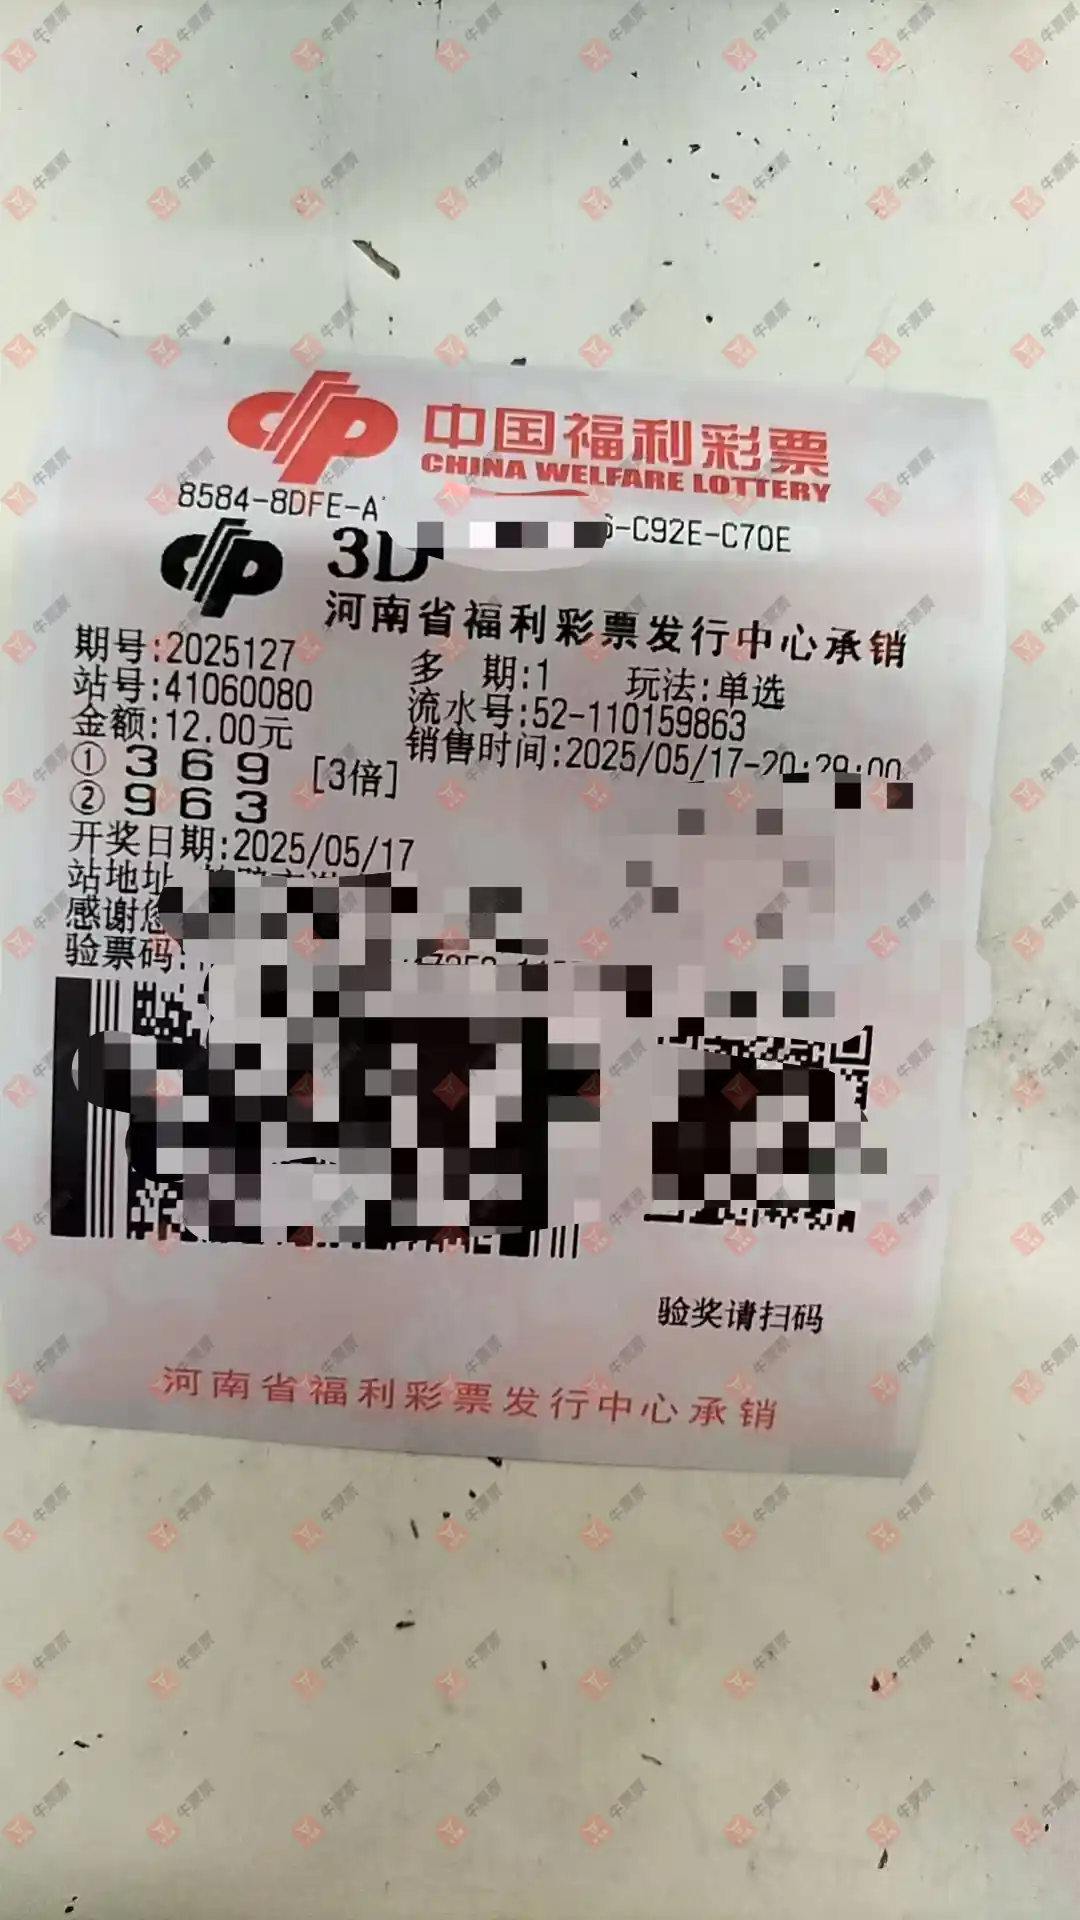 中国福利彩票
CHINA WELFARE LOTTERY
8584-8DFE-A
6-C92E-C70E
3D
河南省福利彩票发行中心承销
期号:2025127 多 期:1 玩法:单选
站号:41060080 流水号:52-110159863
金额:12.00元 销售时间:2025/05/17-20:29:00
① 3 6 9 [3倍]
② 9 6 3
开奖日期:2025/05/17
站地址
感谢您
验票码:
验奖请扫码
河南省福利彩票发行中心承销
牛票票